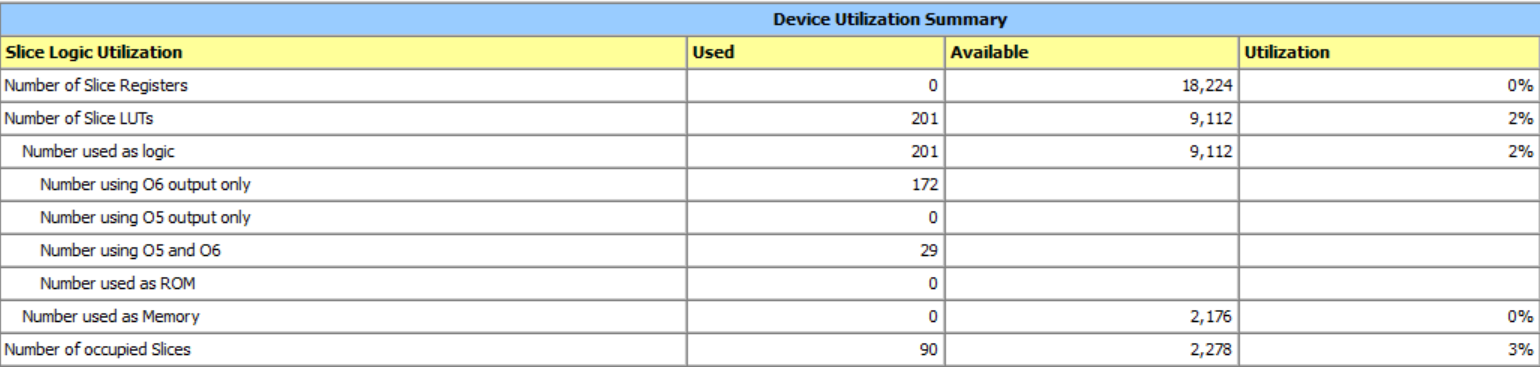 Device Utilization Summary
Slice Logic Utilization Used Available Utilization
Number of Slice Registers 0 18,224 0%
Number of Slice LUTs 201 9,112 2%
Number used as logic 201 9,112 2%
Number using O6 output only 172
Number using O5 output only 0
Number using O5 and O6 29
Number used as ROM 0
Number used as Memory 0 2,176 0%
Number of occupied Slices 90 2,278 3%